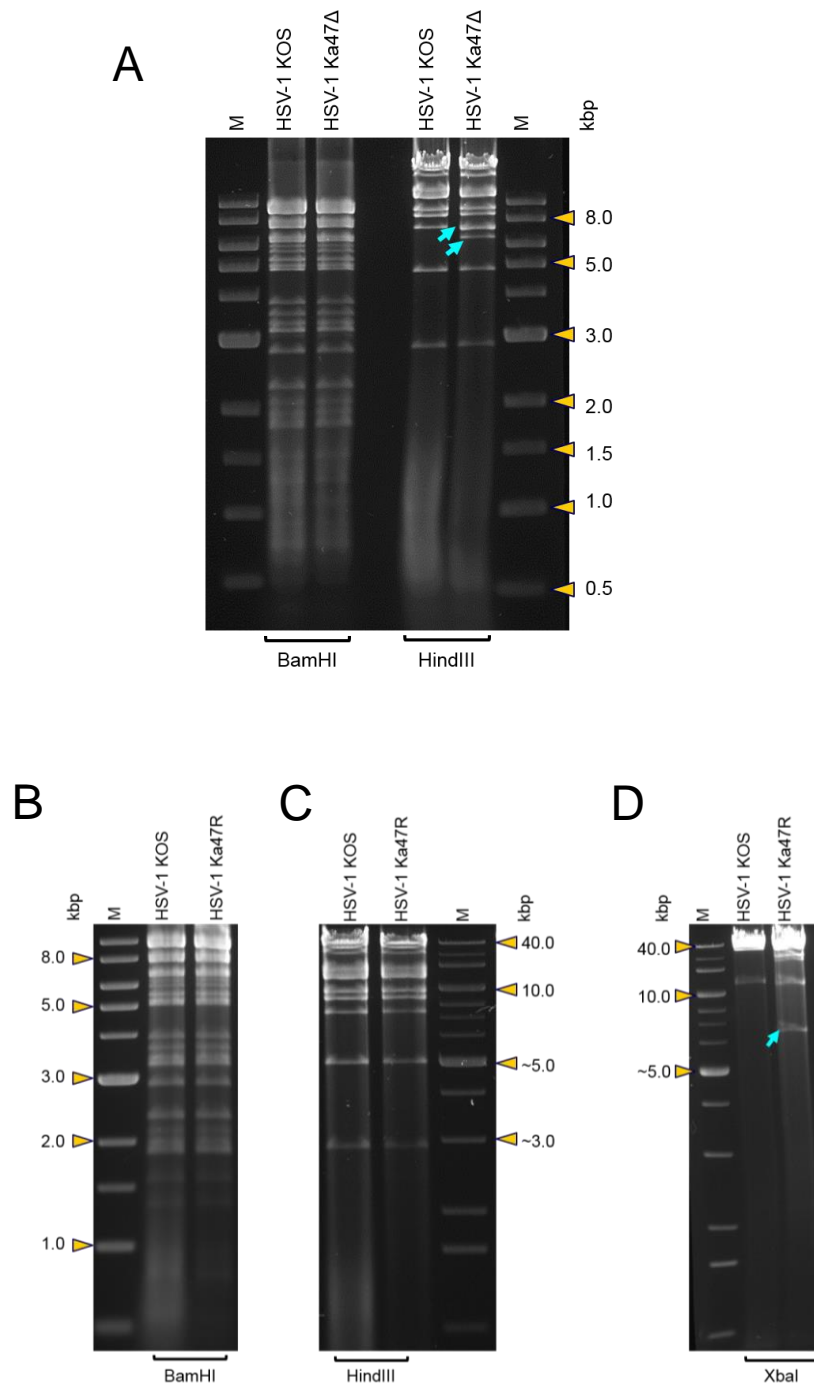 A
M
HSV-1 KOS
HSV-1 Ka47Δ
HSV-1 KOS
HSV-1 Ka47Δ
M
kbp
8.0
5.0
3.0
2.0
1.5
1.0
0.5
BamHI
HindIII
B
kbp
M
HSV-1 KOS
HSV-1 Ka47R
8.0
5.0
3.0
2.0
1.0
BamHI
C
HSV-1 KOS
HSV-1 Ka47R
M
kbp
40.0
10.0
~5.0
~3.0
HindIII
D
kbp
M
HSV-1 KOS
HSV-1 Ka47R
40.0
10.0
~5.0
XbaI